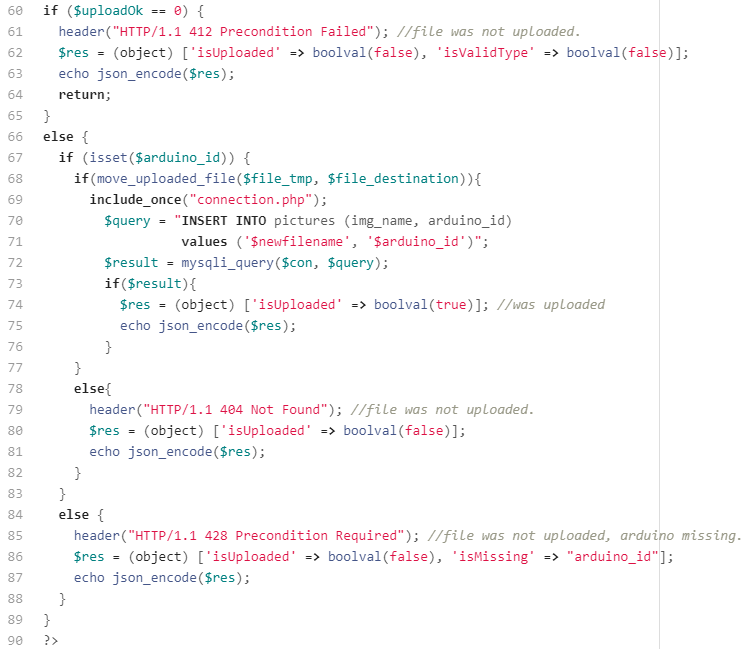 60 if ($uploadOk == 0) {
61   header("HTTP/1.1 412 Precondition Failed"); //file was not uploaded.
62   $res = (object) ['isUploaded' => boolval(false), 'isValidType' => boolval(false)];
63   echo json_encode($res);
64   return;
65 }
66 else {
67   if (isset($arduino_id)) {
68     if(move_uploaded_file($file_tmp, $file_destination)){
69       include_once("connection.php");
70         $query = "INSERT INTO pictures (img_name, arduino_id)
71                   values ('$newfilename', '$arduino_id')";
72         $result = mysqli_query($con, $query);
73         if($result){
74           $res = (object) ['isUploaded' => boolval(true)]; //was uploaded
75           echo json_encode($res);
76         }
77     }
78     else{
79       header("HTTP/1.1 404 Not Found"); //file was not uploaded.
80       $res = (object) ['isUploaded' => boolval(false)];
81       echo json_encode($res);
82     }
83   }
84   else {
85     header("HTTP/1.1 428 Precondition Required"); //file was not uploaded, arduino missing.
86     $res = (object) ['isUploaded' => boolval(false), 'isMissing' => "arduino_id"];
87     echo json_encode($res);
88   }
89 }
90 ?>